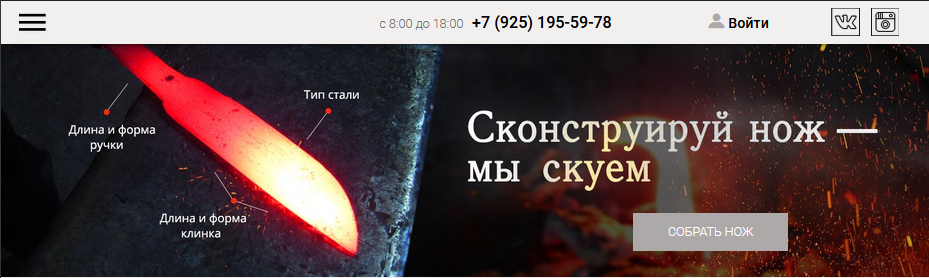 с 8:00 до 18:00 +7 (925) 195-59-78 Войти
Тип стали
Длина и форма
ручки
Длина и форма
клинка
Сконструируй нож —
мы скуем
СОБРАТЬ НОЖ